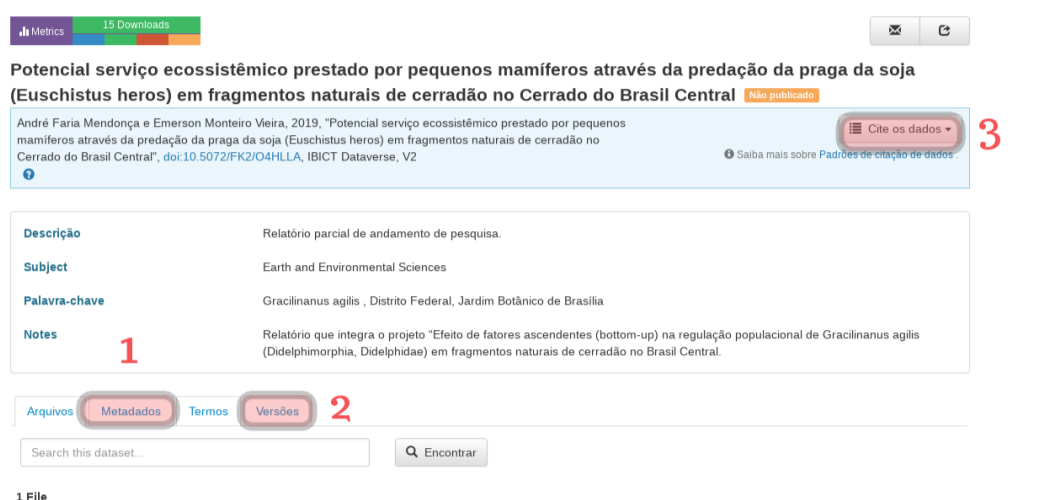 Metrics
15 Downloads
Potencial serviço ecossistêmico prestado por pequenos mamíferos através da predação da praga da soja
(Euschistus heros) em fragmentos naturais de cerradão no Cerrado do Brasil Central Não publicado
André Faria Mendonça e Emerson Monteiro Vieira, 2019, "Potencial serviço ecossistêmico prestado por pequenos
mamíferos através da predação da praga da soja (Euschistus heros) em fragmentos naturais de cerradão no
Cerrado do Brasil Central", doi:10.5072/FK2/O4HLLA, IBICT Dataverse, V2
Cite os dados
3
Saiba mais sobre Padrões de citação de dados .
Descrição Relatório parcial de andamento de pesquisa.
Subject Earth and Environmental Sciences
Palavra-chave Gracilinanus agilis , Distrito Federal, Jardim Botânico de Brasília
Notes Relatório que integra o projeto "Efeito de fatores ascendentes (bottom-up) na regulação populacional de Gracilinanus agilis
(Didelphimorphia, Didelphidae) em fragmentos naturais de cerradão no Brasil Central.
1
Arquivos Metadados Termos Versões 2
Search this dataset... Encontrar
1 File